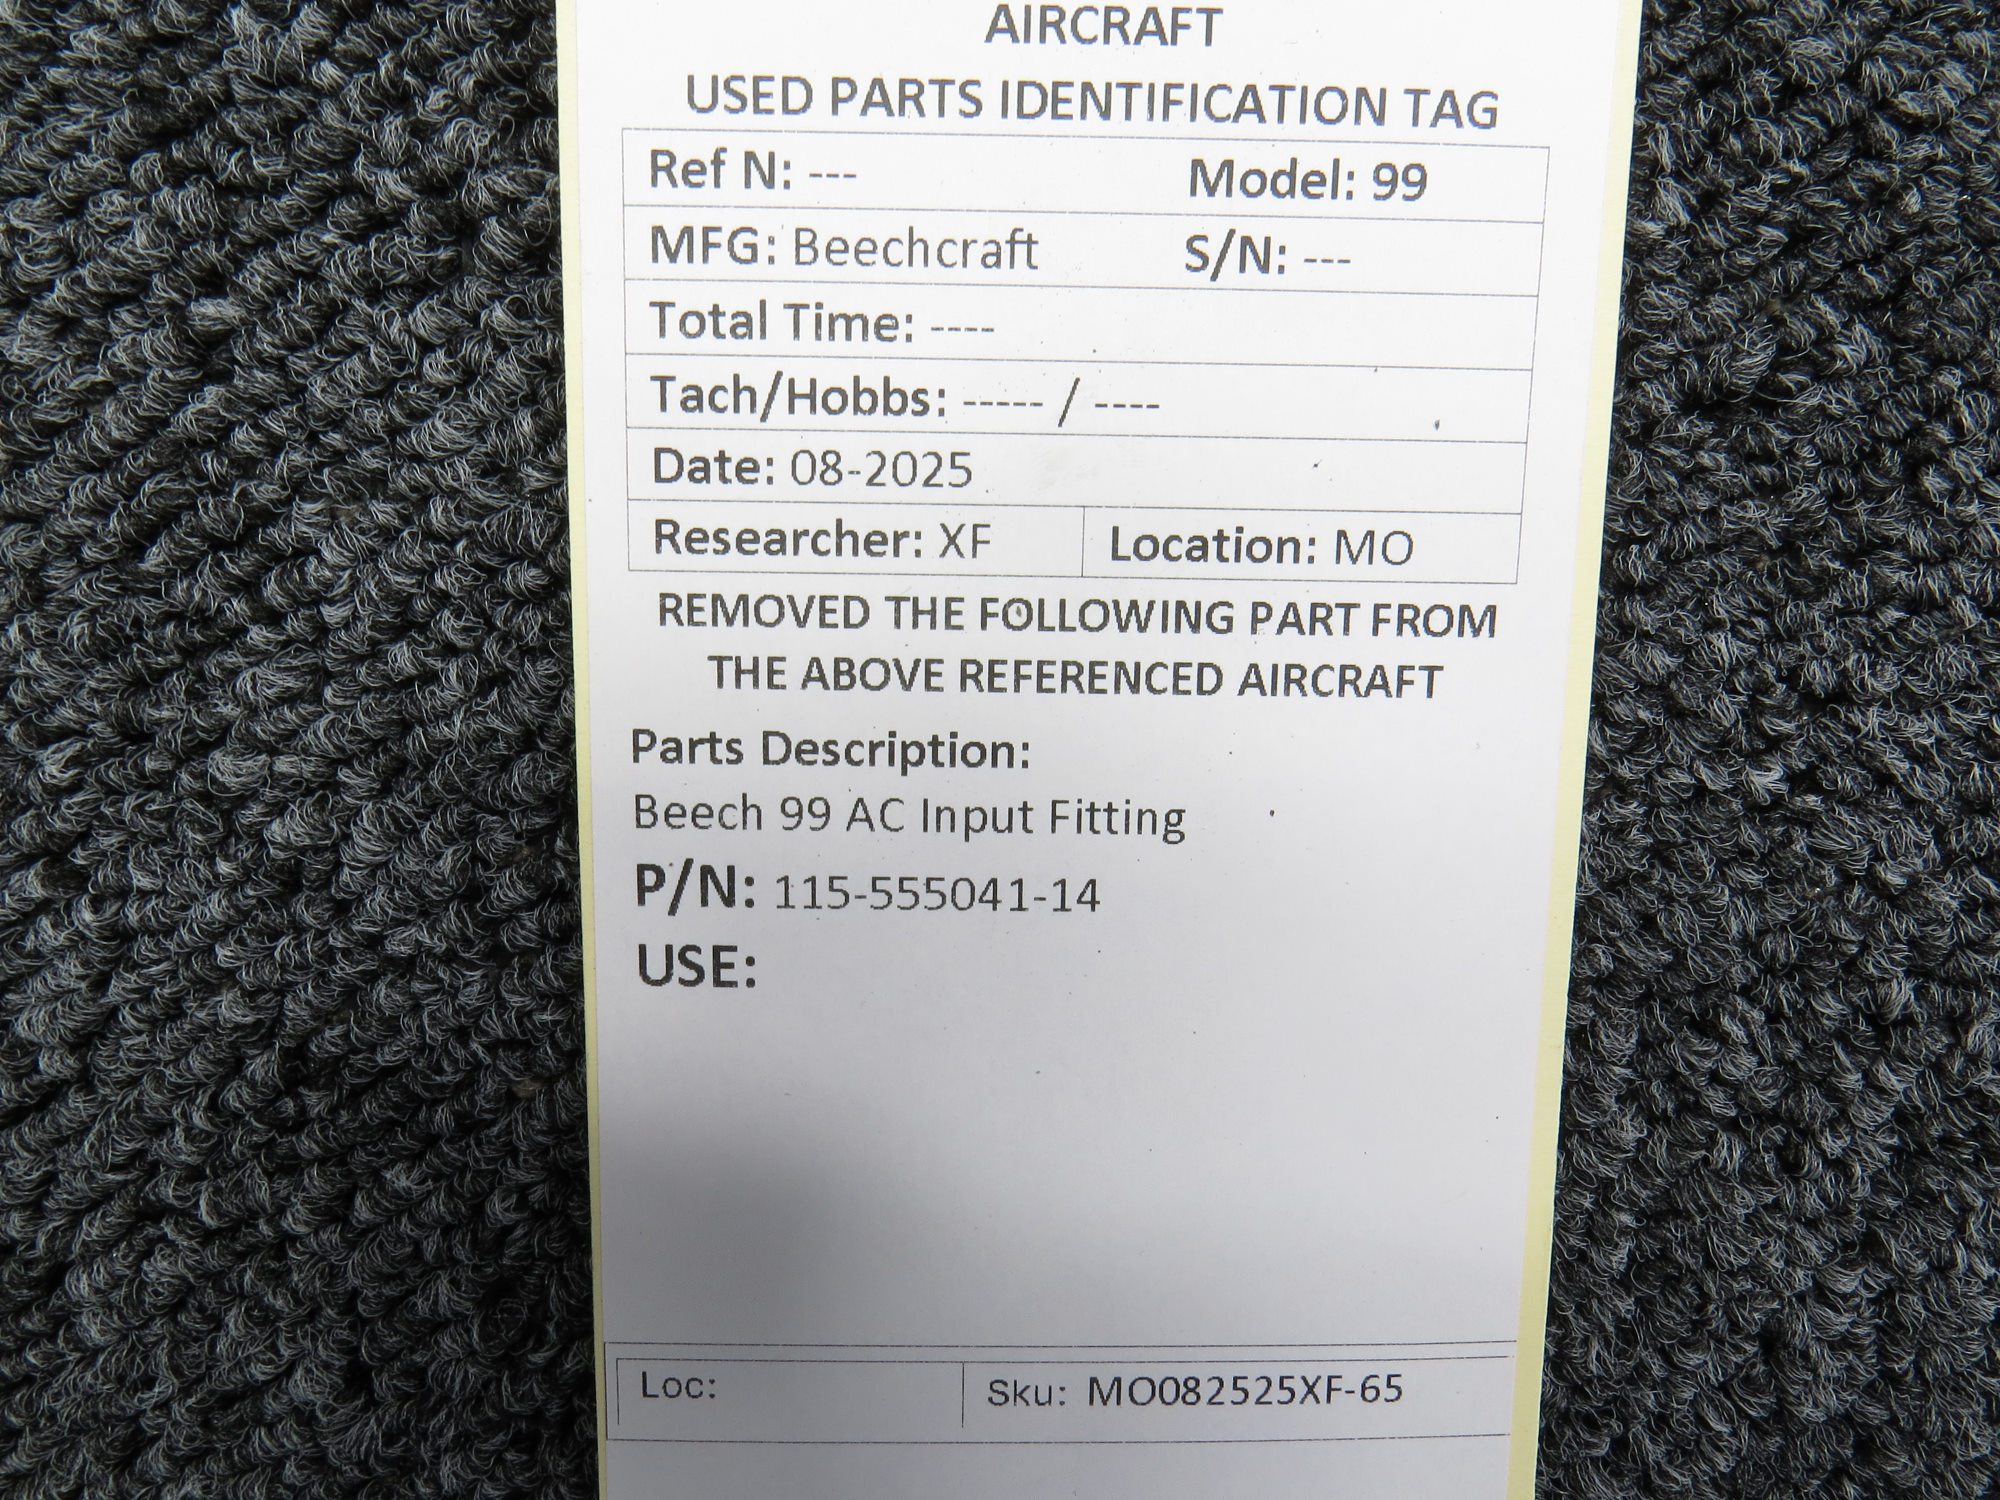 AIRCRAFT
USED PARTS IDENTIFICATION TAG
Ref N: --- Model: 99
MFG: Beechcraft S/N: ---
Total Time: ----
Tach/Hobbs: ----- / ----
Date: 08-2025
Researcher: XF Location: MO
REMOVED THE FOLLOWING PART FROM
THE ABOVE REFERENCED AIRCRAFT
Parts Description:
Beech 99 AC Input Fitting
P/N: 115-555041-14
USE:
Loc: Sku: MO082525XF-65